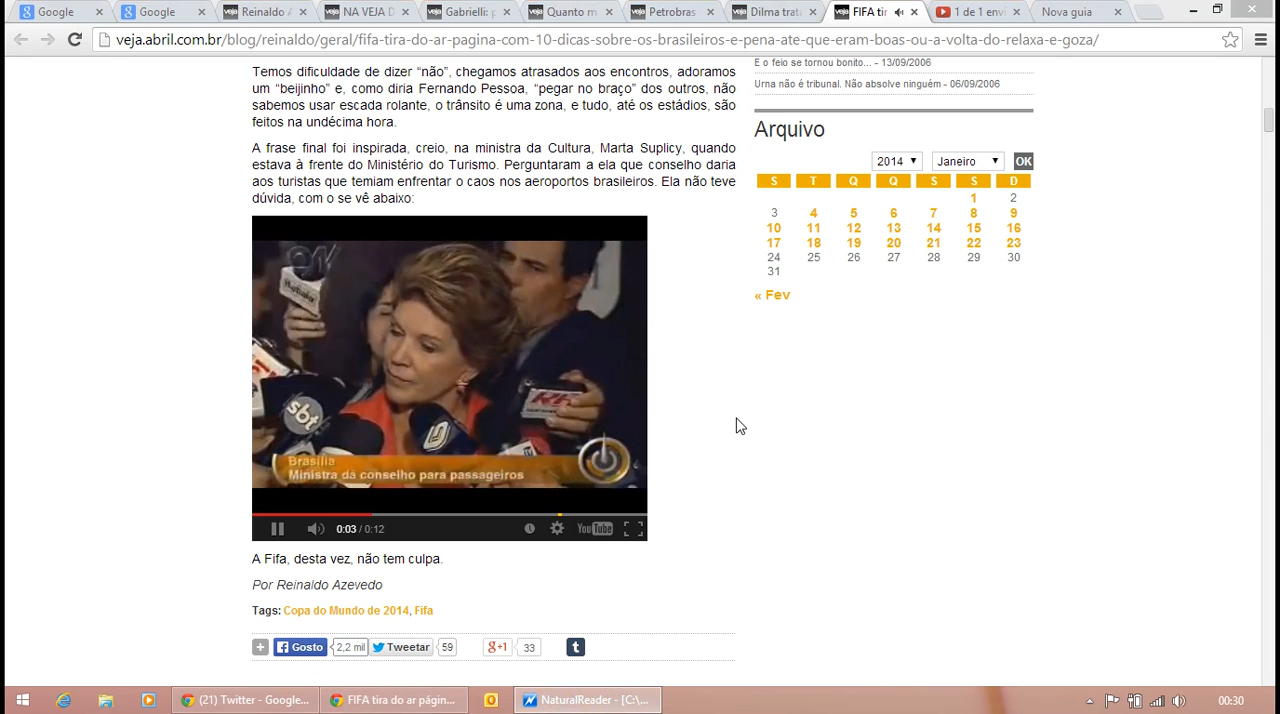 Google
Google
Reinaldo A
NA VEJA D
Gabrielli: p
Quanto m
Petrobras
Dilma trata
FIFA tir
1 de 1 envi
Nova guia
veja.abril.com.br/blog/reinaldo/geral/fifa-tira-do-ar-pagina-com-10-dicas-sobre-os-brasileiros-e-pena-ate-que-eram-boas-ou-a-volta-do-relaxa-e-goza/
Temos dificuldade de dizer “não”, chegamos atrasados aos encontros, adoramos
um “beijinho” e, como diria Fernando Pessoa, “pegar no braço” dos outros, não
sabemos usar escada rolante, o trânsito é uma zona, e tudo, até os estádios, são
feitos na undécima hora.
A frase final foi inspirada, creio, na ministra da Cultura, Marta Suplicy, quando
estava à frente do Ministério do Turismo. Perguntaram a ela que conselho daria
aos turistas que temiam enfrentar o caos nos aeroportos brasileiros. Ela não teve
dúvida, com o se vê abaixo:
Itatiaia
sbt
RH
Brasília
Ministra dá conselho para passageiros
0:03 / 0:12
YouTube
A Fifa, desta vez, não tem culpa.
Por Reinaldo Azevedo
Tags: Copa do Mundo de 2014, Fifa
Gosto 2,2 mil Tweetar 59 g+1 33 t
E o feio se tornou bonito... - 13/09/2006
Urna não é tribunal. Não absolve ninguém - 06/09/2006
Arquivo
2014 Janeiro OK
S T Q Q S S D
1 2
3 4 5 6 7 8 9
10 11 12 13 14 15 16
17 18 19 20 21 22 23
24 25 26 27 28 29 30
31
« Fev
(21) Twitter - Google...
FIFA tira do ar págin...
NaturalReader - [C:\...
00:30